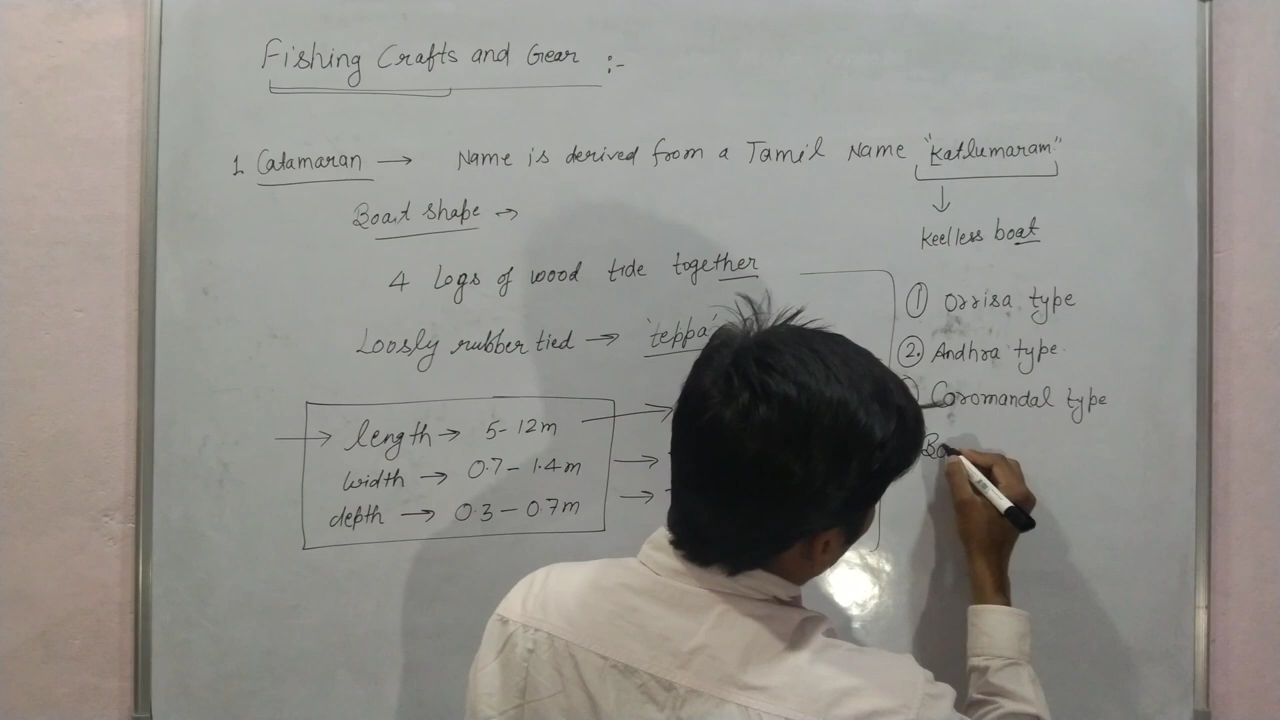 Fishing Crafts and Gear :-
1. Catamaran → Name is derived from a Tamil Name "Katlumaram"
↓
keelless boat
Boat shape →
4 Logs of wood tide together
Loosly rubber tied → 'teppa'
length → 5-12m
width → 0.7 - 1.4m
depth → 0.3 - 0.7m
① Orrisa type
②. Andhra type.
Coromandal type
Bo